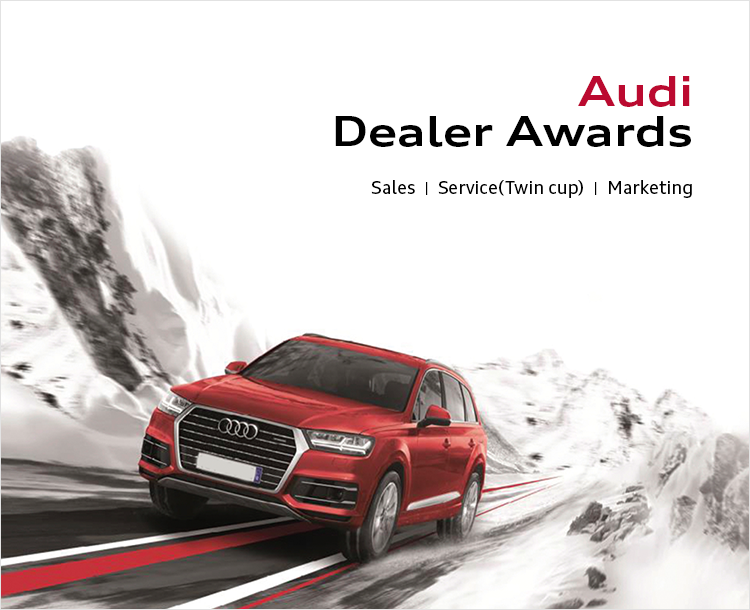 Audi
Dealer Awards
Sales | Service(Twin cup) | Marketing